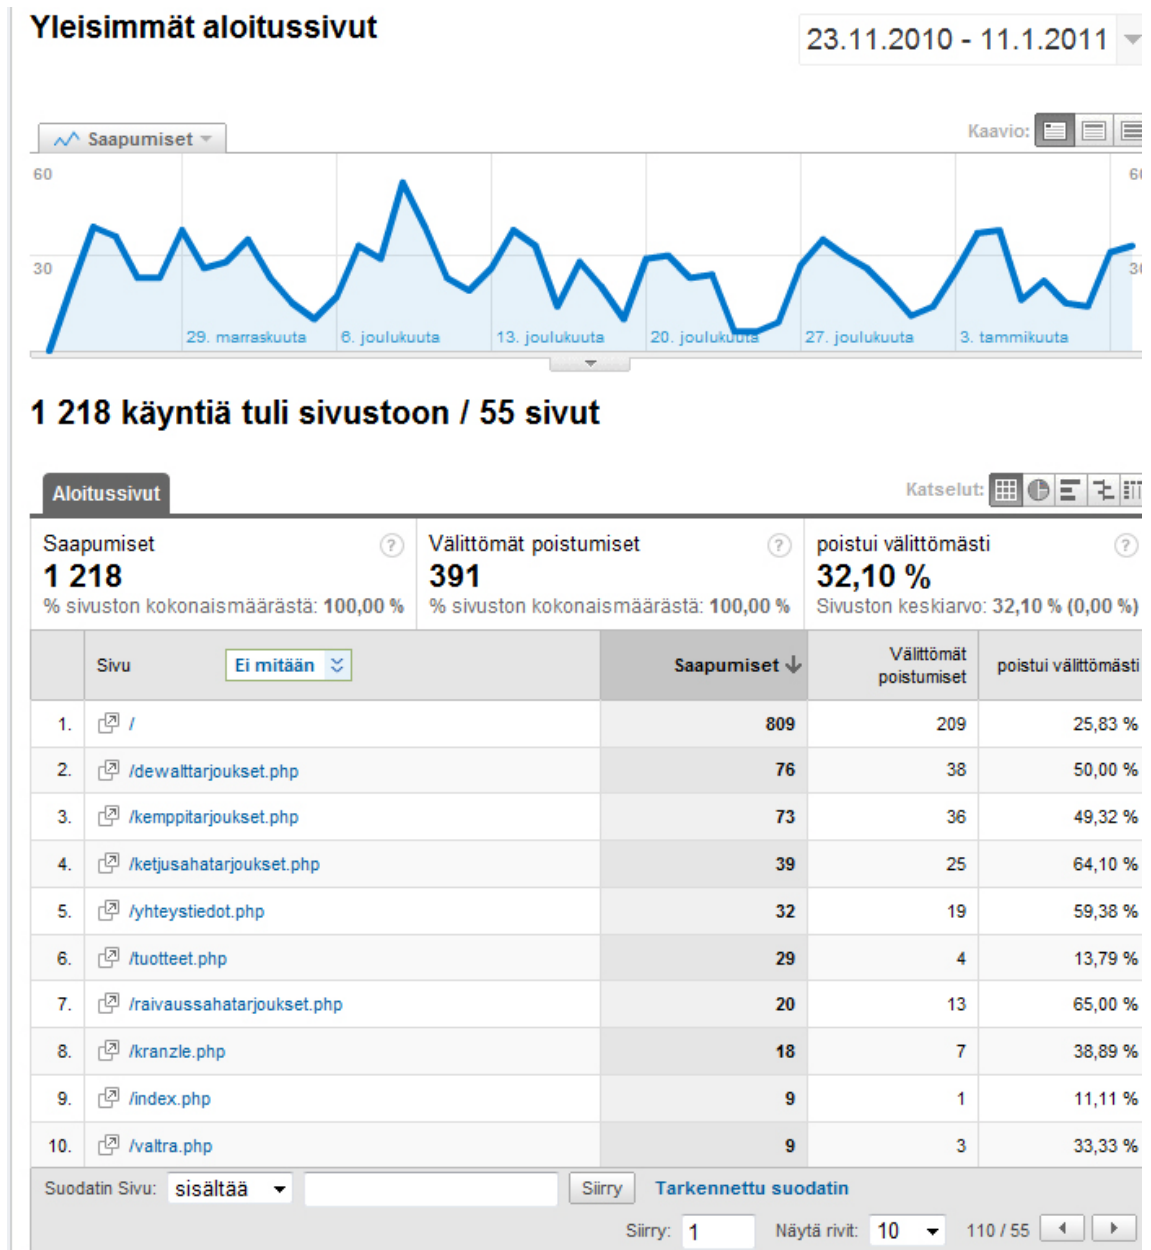 Yleisimmät aloitussivut
23.11.2010 - 11.1.2011
Saapumiset
Kaavio:
60
30
29. marraskuuta 6. joulukuuta 13. joulukuuta 20. joulukuuta 27. joulukuuta 3. tammikuuta
1 218 käyntiä tuli sivustoon / 55 sivut
Aloitussivut
Katselut:
Saapumiset ? Välittömät poistumiset ? poistui välittömästi ?
1 218 391 32,10 %
% sivuston kokonaismäärästä: 100,00 % % sivuston kokonaismäärästä: 100,00 % Sivuston keskiarvo: 32,10 % (0,00 %)
Sivu Ei mitään Saapumiset Välittömät poistumiset poistui välittömästi
1. / 809 209 25,83 %
2. /dewalttarjoukset.php 76 38 50,00 %
3. /kemppitarjoukset.php 73 36 49,32 %
4. /ketjusahatarjoukset.php 39 25 64,10 %
5. /yhteystiedot.php 32 19 59,38 %
6. /tuotteet.php 29 4 13,79 %
7. /raivaussahatarjoukset.php 20 13 65,00 %
8. /kranzle.php 18 7 38,89 %
9. /index.php 9 1 11,11 %
10. /valtra.php 9 3 33,33 %
Suodatin Sivu: sisältää Siirry Tarkennettu suodatin
Siirry: 1 Näytä rivit: 10 110 / 55